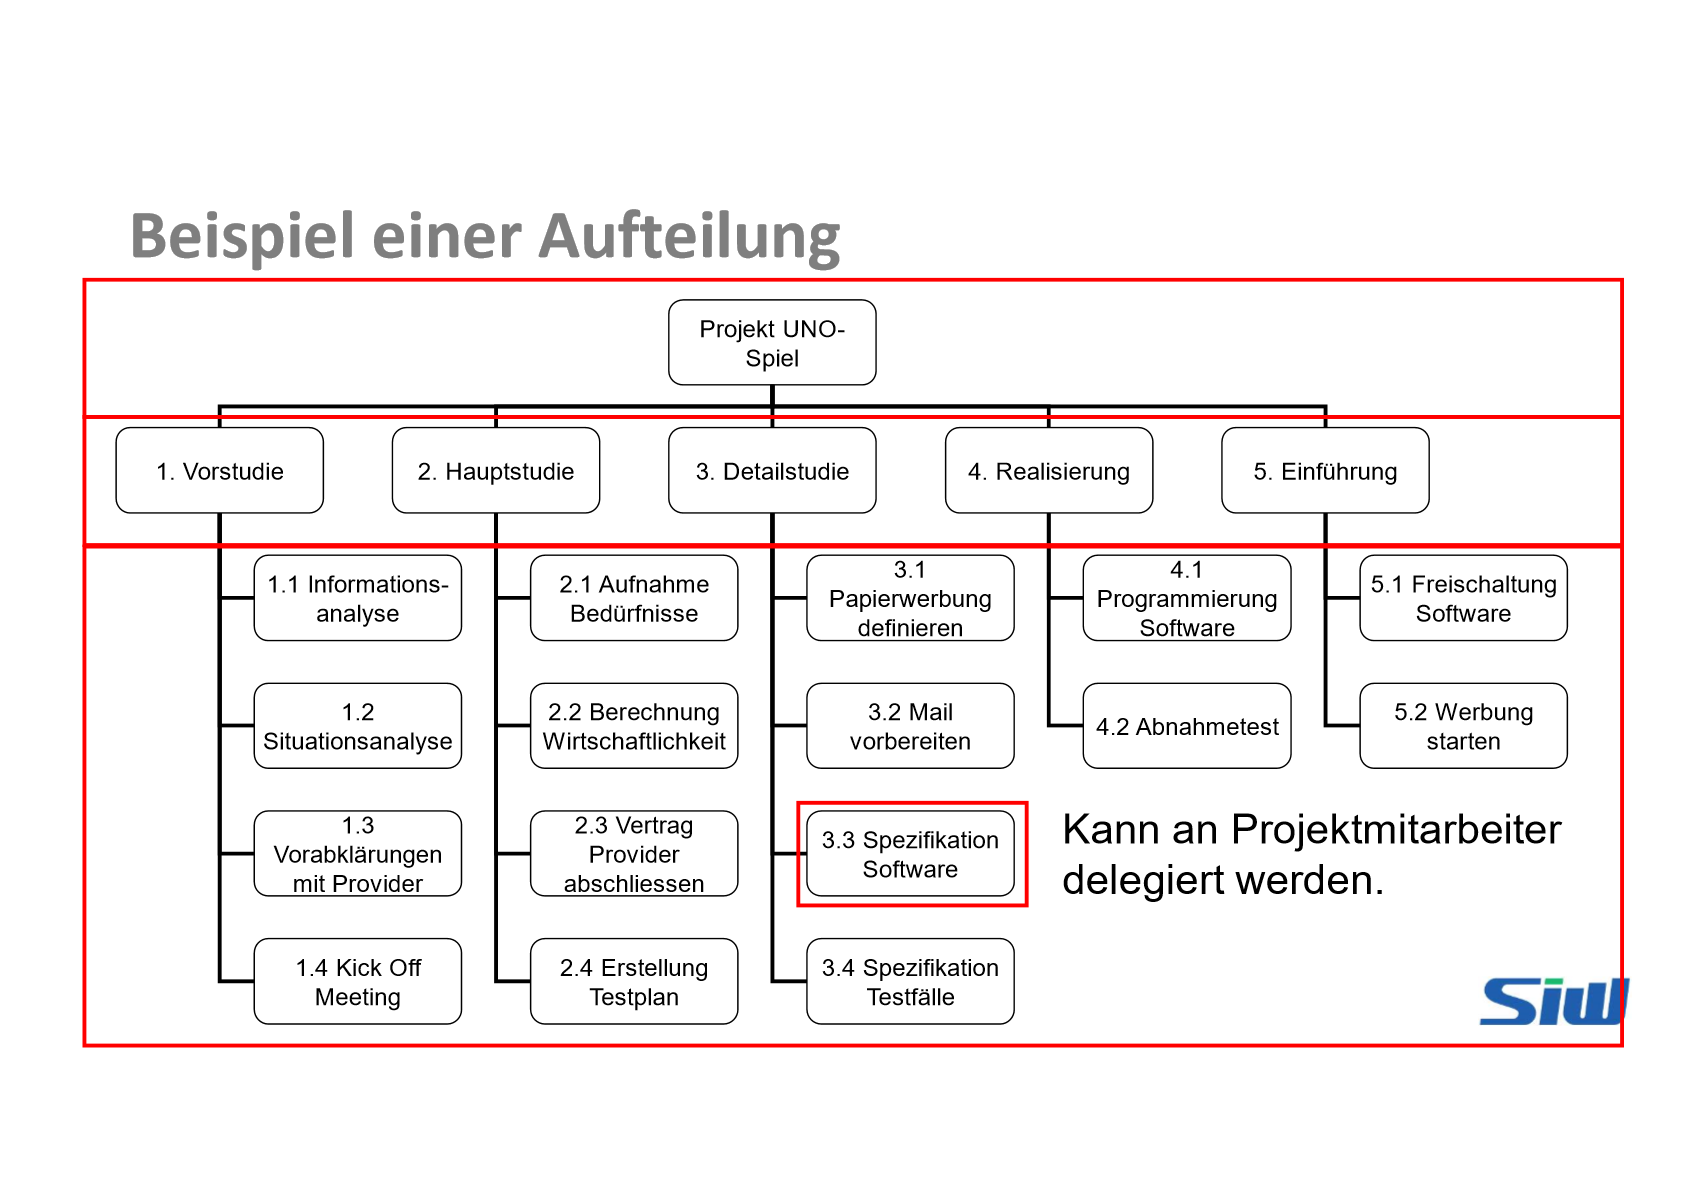 Beispiel einer Aufteilung
Projekt UNO-
Spiel
1. Vorstudie
2. Hauptstudie
3. Detailstudie
4. Realisierung
5. Einführung
1.1 Informations-
analyse
2.1 Aufnahme
Bedürfnisse
3.1
Papierwerbung
definieren
4.1
Programmierung
Software
5.1 Freischaltung
Software
1.2
Situationsanalyse
2.2 Berechnung
Wirtschaftlichkeit
3.2 Mail
vorbereiten
4.2 Abnahmetest
5.2 Werbung
starten
1.3
Vorabklärungen
mit Provider
2.3 Vertrag
Provider
abschliessen
3.3 Spezifikation
Software
Kann an Projektmitarbeiter
delegiert werden.
1.4 Kick Off
Meeting
2.4 Erstellung
Testplan
3.4 Spezifikation
Testfälle
Siw